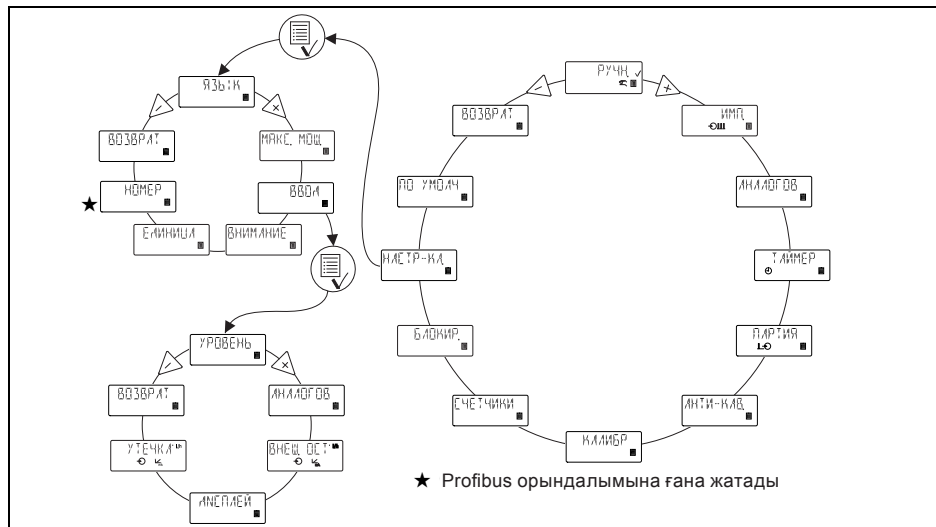 ЯЗЫК
ВОЗВРАТ
МАКС. МОЩ.
НОМЕР
ВВОД
ЕДИНИЦА
ВНИМАНИЕ
УРОВЕНЬ
ВОЗВРАТ
АНАЛОГОВ
УТЕЧКА
ВНЕШ. ОСТ
ДИСПЛЕЙ
РУЧН.
ВОЗВРАТ
ИМП.
ПО УМОЛЧ
АНАЛОГОВ
НАСТР-КА
ТАЙМЕР
БЛОКИР.
ПАРТИЯ
СЧЕТЧИКИ
АНТИ-КАВ.
КАЛИБР
★ Profibus орындалымына ғана жатады